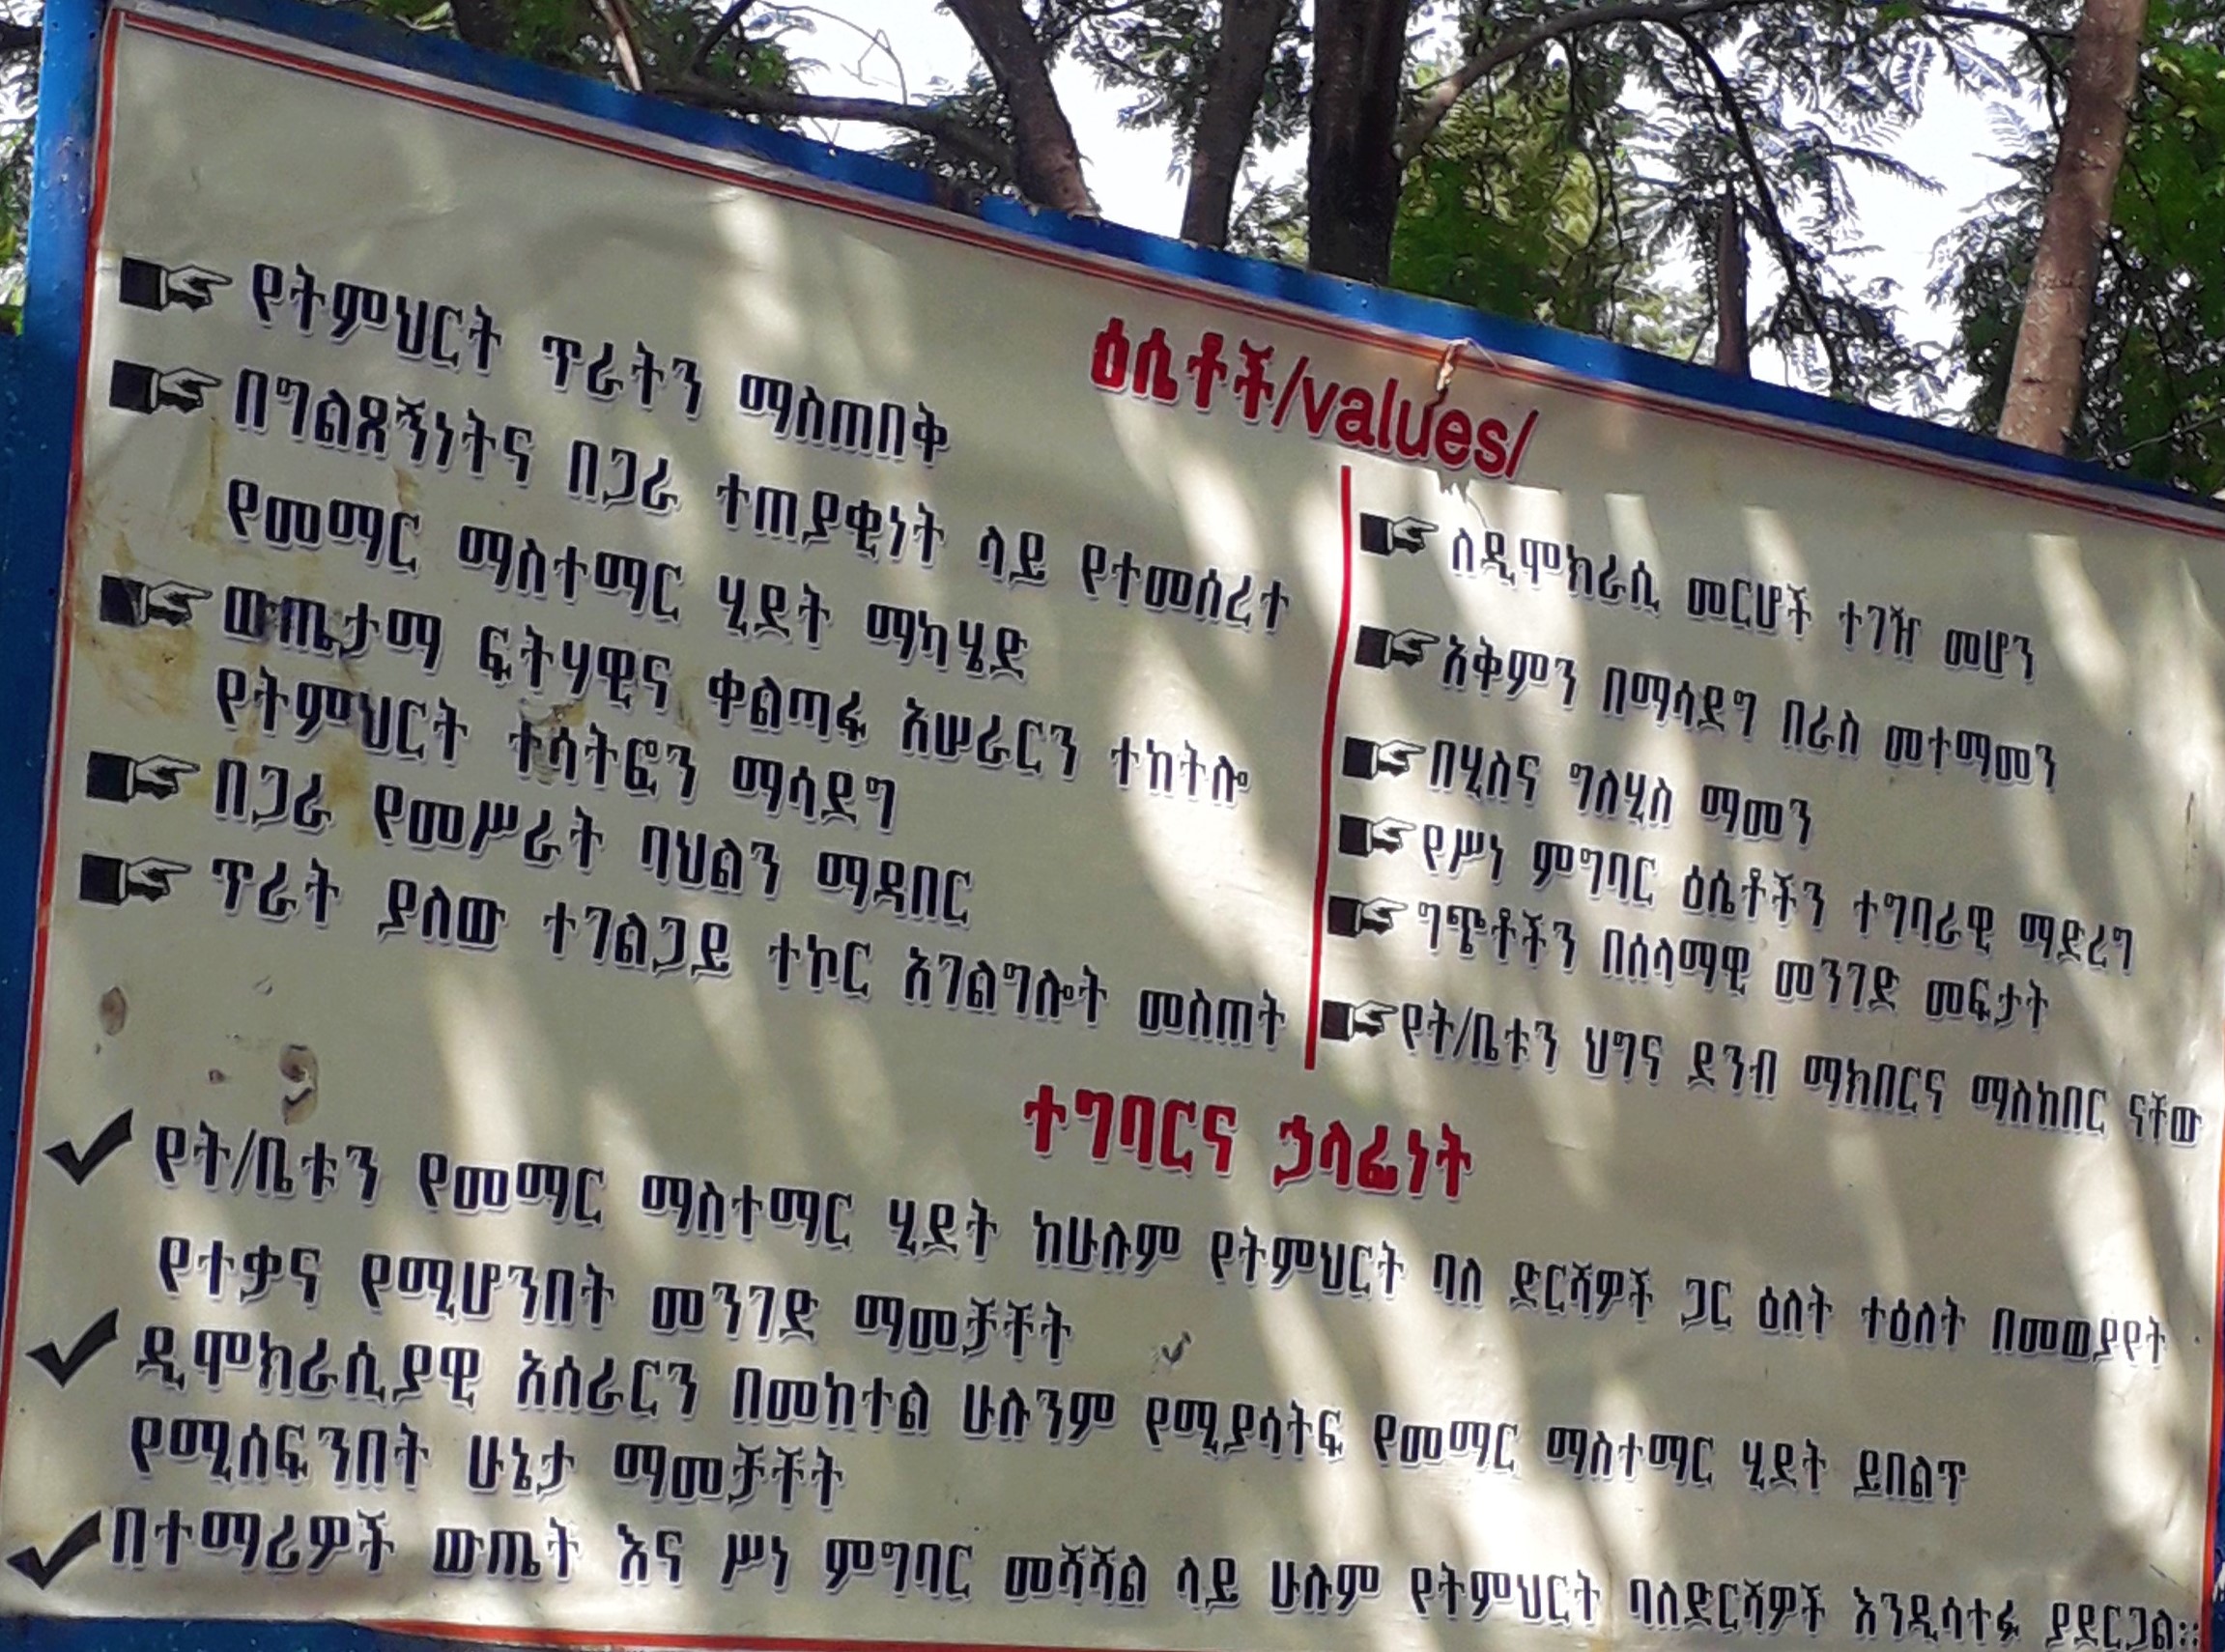 ዕሴቶች/values/
የትምህርት ጥራትን ማስጠበቅ
በግልጸኝነትና በጋራ ተጠያቂነት ላይ የተመሰረተ
የመማር ማስተማር ሂደት ማካሄድ
ውጤታማ ፍትሃዊና ቀልጣፋ አሠራርን ተከትሎ
የትምህርት ተሳትፎን ማሳደግ
በጋራ የመሥራት ባህልን ማዳበር
ጥራት ያለው ተገልጋይ ተኮር አገልግሎት መስጠት
ለዲሞክራሲ መርሆች ተገዥ መሆን
አቅምን በማሳደግ በራስ መተማመን
በሂስና ግለሂስ ማመን
የሥነ ምግባር ዕሴቶችን ተግባራዊ ማድረግ
ግጭቶችን በሰላማዊ መንገድ መፍታት
የት/ቤቱን ህግና ደንብ ማክበርና ማስከበር ናቸው
ተግባርና ኃላፊነት
የት/ቤቱን የመማር ማስተማር ሂደት ከሁሉም የትምህርት ባለ ድርሻዎች ጋር ዕለት ተዕለት በመወያየት
የተቃና የሚሆንበት መንገድ ማመቻቸት
ዲሞክራሲያዊ አሰራርን በመከተል ሁሉንም የሚያሳትፍ የመማር ማስተማር ሂደት ይበልጥ
የሚሰፍንበት ሁኔታ ማመቻቸት
በተማሪዎች ውጤት እና ሥነ ምግባር መሻሻል ላይ ሁሉም የትምህርት ባለድርሻዎች እንዲሳተፉ ያደርጋል፡፡